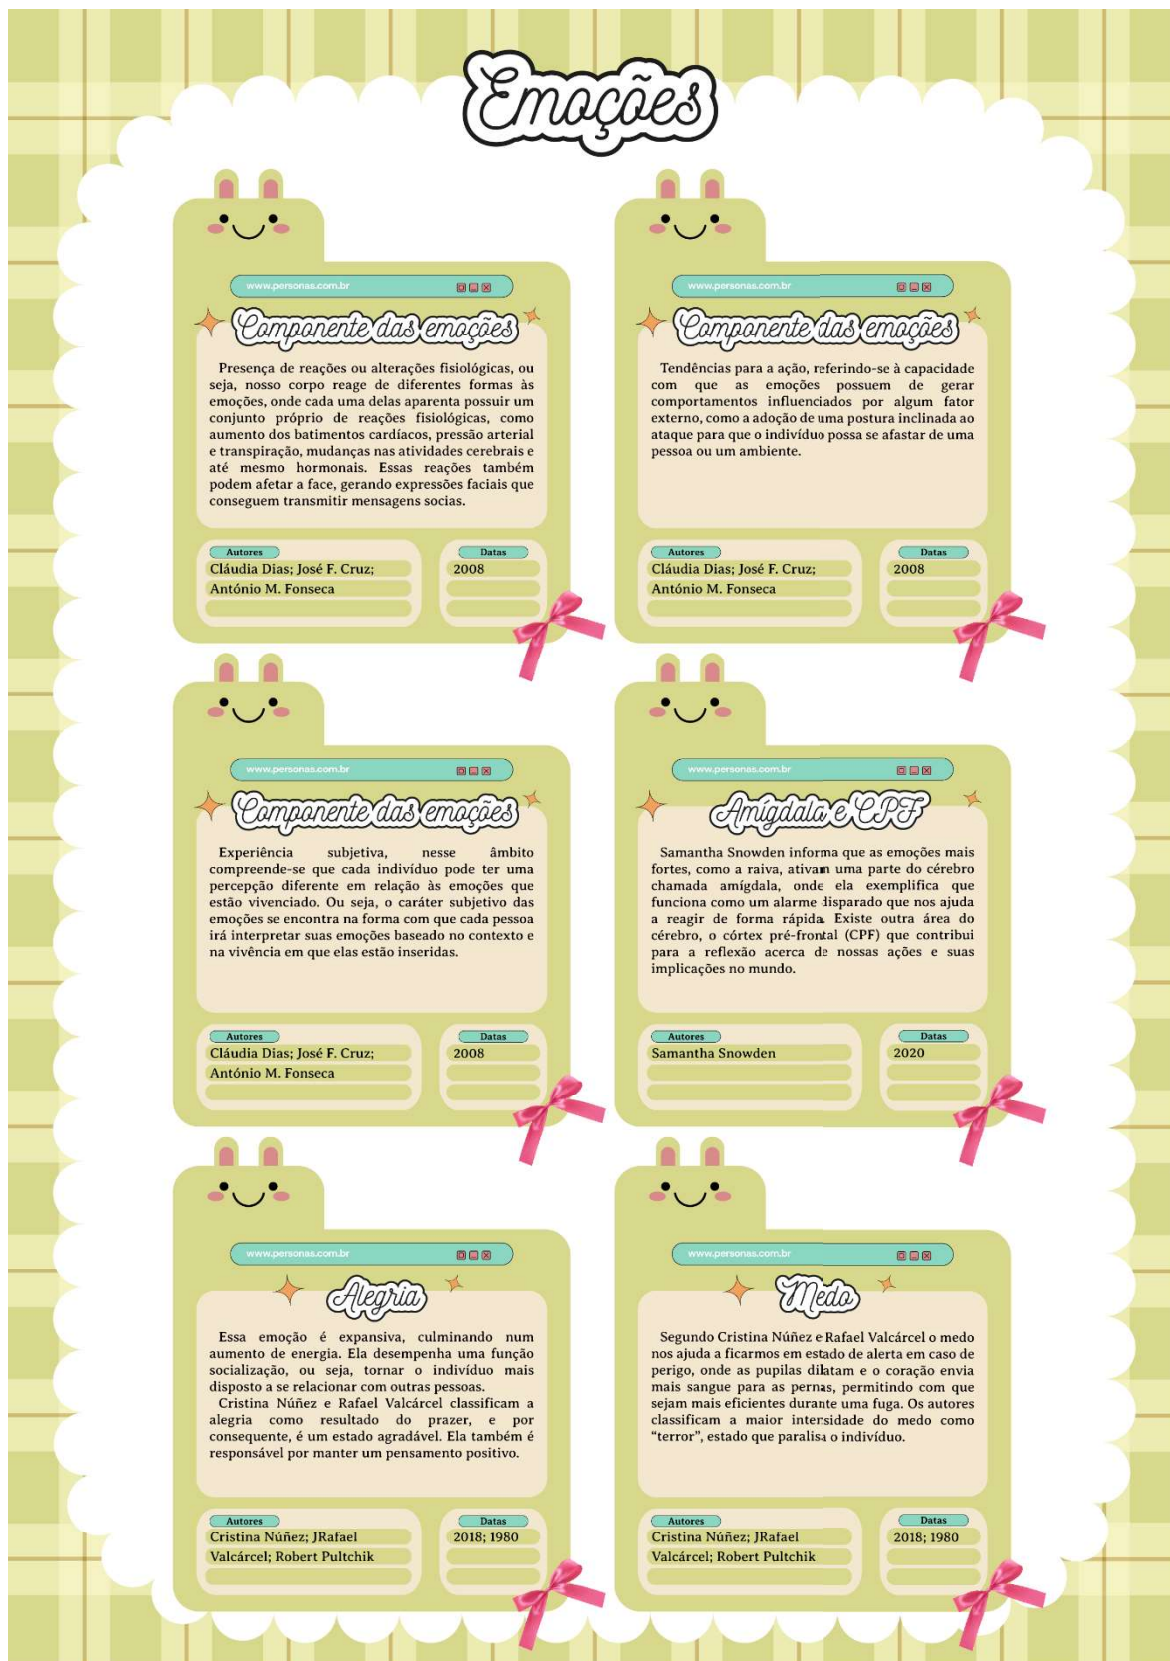 Emoções
www.personas.com.br
Componente das emoções
Presença de reações ou alterações fisiológicas, ou
seja, nosso corpo reage de diferentes formas às
emoções, onde cada uma delas aparenta possuir um
conjunto próprio de reações fisiológicas, como
aumento dos batimentos cardíacos, pressão arterial
e transpiração, mudanças nas atividades cerebrais e
até mesmo hormonais. Essas reações também
podem afetar a face, gerando expressões faciais que
conseguem transmitir mensagens socias.
Autores
Cláudia Dias; José F. Cruz;
António M. Fonseca
Datas
2008
www.personas.com.br
Componente das emoções
Tendências para a ação, referindo-se à capacidade
com que as emoções possuem de gerar
comportamentos influenciados por algum fator
externo, como a adoção de uma postura inclinada ao
ataque para que o indivíduo possa se afastar de uma
pessoa ou um ambiente.
Autores
Cláudia Dias; José F. Cruz;
António M. Fonseca
Datas
2008
www.personas.com.br
Componente das emoções
Experiência subjetiva, nesse âmbito
compreende-se que cada indivíduo pode ter uma
percepção diferente em relação às emoções que
estão vivenciado. Ou seja, o caráter subjetivo das
emoções se encontra na forma com que cada pessoa
irá interpretar suas emoções baseado no contexto e
na vivência em que elas estão inseridas.
Autores
Cláudia Dias; José F. Cruz;
António M. Fonseca
Datas
2008
www.personas.com.br
Amígdala e CPF
Samantha Snowden informa que as emoções mais
fortes, como a raiva, ativam uma parte do cérebro
chamada amígdala, onde ela exemplifica que
funciona como um alarme disparado que nos ajuda
a reagir de forma rápida. Existe outra área do
cérebro, o córtex pré-frontal (CPF) que contribui
para a reflexão acerca de nossas ações e suas
implicações no mundo.
Autores
Samantha Snowden
Datas
2020
www.personas.com.br
Alegria
Essa emoção é expansiva, culminando num
aumento de energia. Ela desempenha uma função
socialização, ou seja, tornar o indivíduo mais
disposto a se relacionar com outras pessoas.
Cristina Núñez e Rafael Valcárcel classificam a
alegria como resultado do prazer, e por
consequente, é um estado agradável. Ela também é
responsável por manter um pensamento positivo.
Autores
Cristina Núñez; JRafael
Valcárcel; Robert Pultchik
Datas
2018; 1980
www.personas.com.br
Medo
Segundo Cristina Núñez e Rafael Valcárcel o medo
nos ajuda a ficarmos em estado de alerta em caso de
perigo, onde as pupilas dilatam e o coração envia
mais sangue para as pernas, permitindo com que
sejam mais eficientes durante uma fuga. Os autores
classificam a maior intensidade do medo como
“terror”, estado que paralisa o indivíduo.
Autores
Cristina Núñez; JRafael
Valcárcel; Robert Pultchik
Datas
2018; 1980